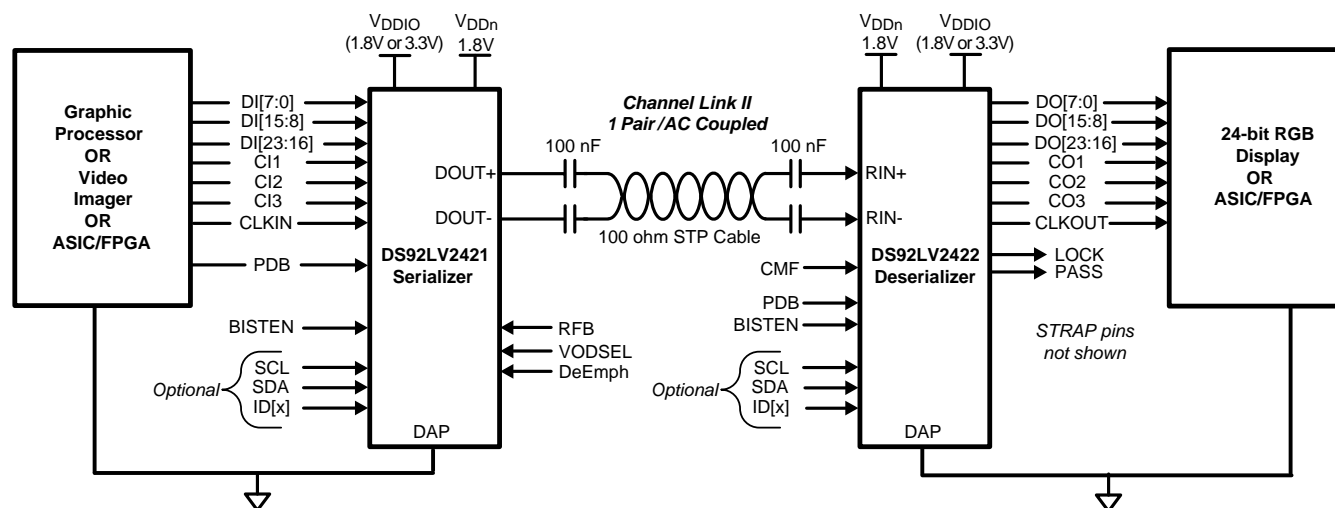 VDDIO
(1.8V or 3.3V)
VDDn
1.8V
VDDn
1.8V
VDDIO
(1.8V or 3.3V)
Graphic
Processor
OR
Video
Imager
OR
ASIC/FPGA
DI[7:0]
DI[15:8]
DI[23:16]
CI1
CI2
CI3
CLKIN
PDB
BISTEN
Optional
SCL
SDA
ID[x]
DOUT+
DOUT-
DS92LV2421
Serializer
DAP
RFB
VODSEL
DeEmph
Channel Link II
1 Pair /AC Coupled
100 nF
100 nF
100 ohm STP Cable
CMF
PDB
BISTEN
Optional
SCL
SDA
ID[x]
RIN+
RIN-
DS92LV2422
Deserializer
DAP
DO[7:0]
DO[15:8]
DO[23:16]
CO1
CO2
CO3
CLKOUT
LOCK
PASS
STRAP pins
not shown
24-bit RGB
Display
OR
ASIC/FPGA